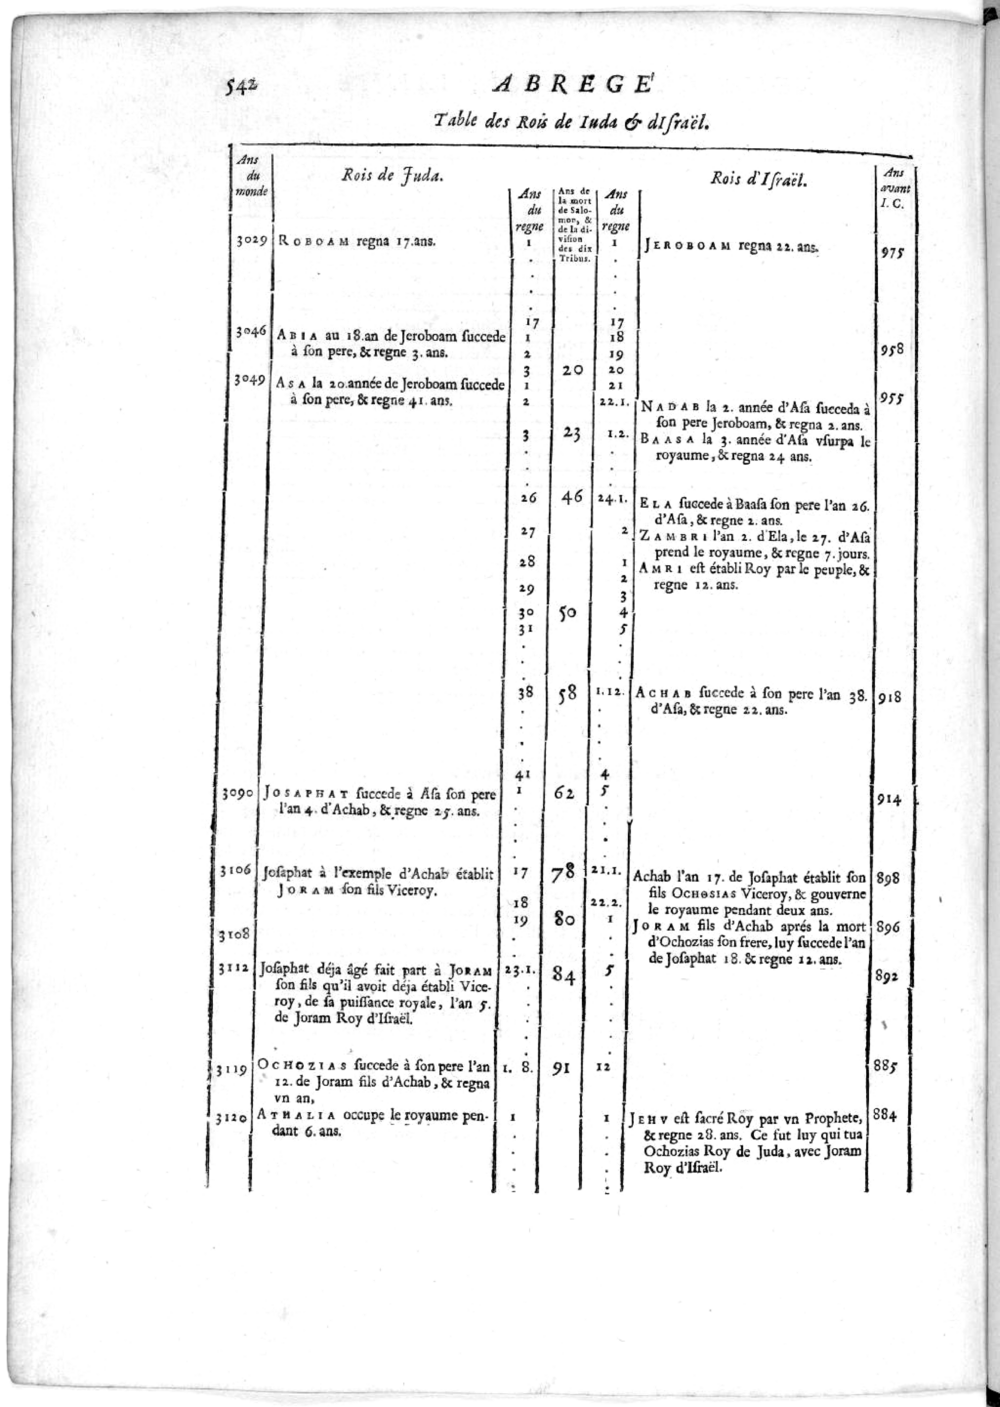 542 ABREGE'
Table des Rois de Iuda & dIſraël.
Ans du monde
Rois de Juda.
Ans du regne
Ans de la mort de Salomon, & de la diviſion des dix Tribus.
Ans du regne
Rois d'Iſraël.
Ans avant I. C.
3029 ROBOAM regna 17.ans. 1 1 JEROBOAM regna 22. ans. 975
.
.
.
.
17 17
3046 ABIA au 18.an de Jeroboam ſuccede 1 18
à ſon pere, & regne 3. ans. 2 19 958
3 20 20
3049 ASA la 20.année de Jeroboam ſuccede 1 21
à ſon pere, & regne 41. ans. 2 22.1. NADAB la 2. année d'Aſa ſucceda à 955
ſon pere Jeroboam, & regna 2. ans.
3 23 1.2. BAASA la 3. année d'Aſa vſurpa le
royaume, & regna 24 ans.
.
.
.
26 46 24.1. ELA ſuccede à Baaſa ſon pere l'an 26.
d'Aſa, & regne 2. ans.
27 2 ZAMBRI l'an 2. d'Ela, le 27. d'Aſa
prend le royaume, & regne 7. jours.
28 1 AMRI eſt établi Roy par le peuple, &
29 2 regne 12. ans.
3
30 50 4
31 5
.
.
.
38 58 1.12. ACHAB ſuccede à ſon pere l'an 38. 918
d'Aſa, & regne 22. ans.
.
.
.
.
41 4
3090 JOSAPHAT ſuccede à Aſa ſon pere 1 62 5 914
l'an 4. d'Achab, & regne 25. ans.
.
.
.
.
3106 Joſaphat à l'exemple d'Achab établit 17 78 21.1. Achab l'an 17. de Joſaphat établit ſon 898
JORAM ſon fils Viceroy. fils OCHOSIAS Viceroy, & gouverne
18 22.2. le royaume pendant deux ans.
3108 19 80 1 JORAM fils d'Achab aprés la mort 896
d'Ochozias ſon frere, luy ſuccede l'an
de Joſaphat 18. & regne 12. ans.
3112 Joſaphat déja âgé fait part à JORAM 23.1. 84 5 892
ſon fils qu'il avoit déja établi Vice-
roy, de ſa puiſſance royale, l'an 5.
de Joram Roy d'Iſraël.
.
.
.
.
3119 OCHOZIAS ſuccede à ſon pere l'an 1. 8. 91 12 885
12. de Joram fils d'Achab, & regna
vn an,
3120 ATHALIA occupe le royaume pen- 1 1 JEHV eſt ſacré Roy par vn Prophete, 884
dant 6. ans. & regne 28. ans. Ce fut luy qui tua
Ochozias Roy de Juda, avec Joram
Roy d'Iſraël.